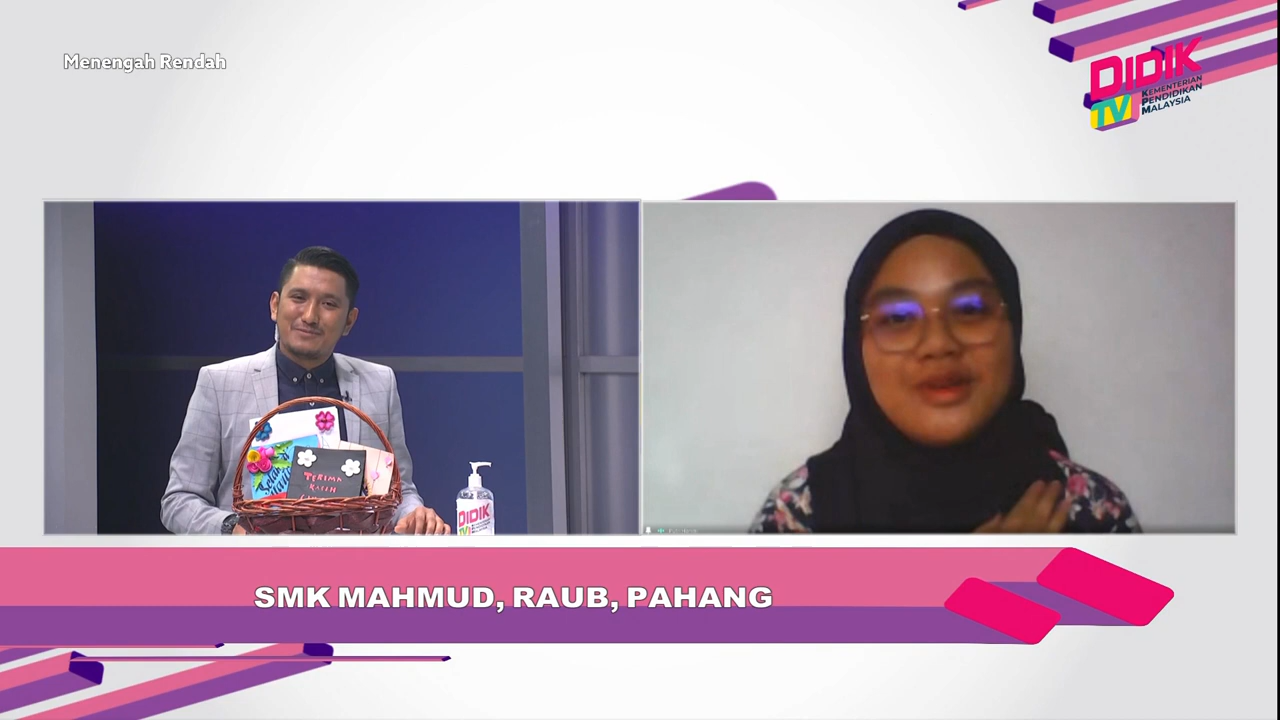 Menengah Rendah
DIDIK
TV
KEMENTERIAN
PENDIDIKAN
MALAYSIA
TERIMA
KASIH
DIDIK
TV
SMK MAHMUD, RAUB, PAHANG